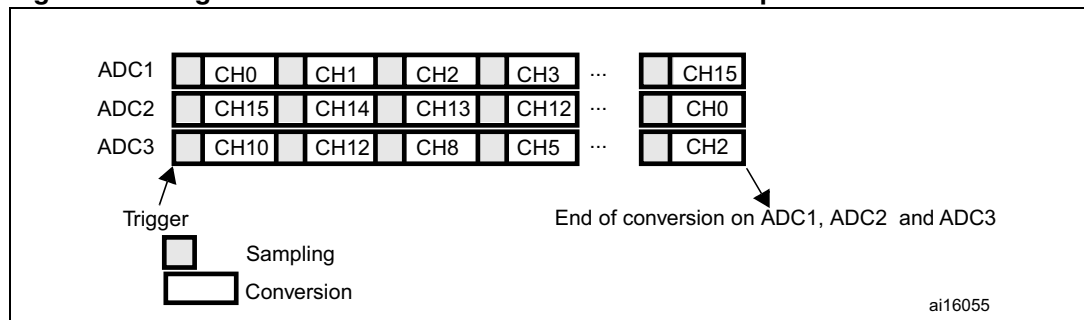 ADC1 CH0 CH1 CH2 CH3 ... CH15
ADC2 CH15 CH14 CH13 CH12 ... CH0
ADC3 CH10 CH12 CH8 CH5 ... CH2
Trigger
End of conversion on ADC1, ADC2 and ADC3
Sampling
Conversion
ai16055